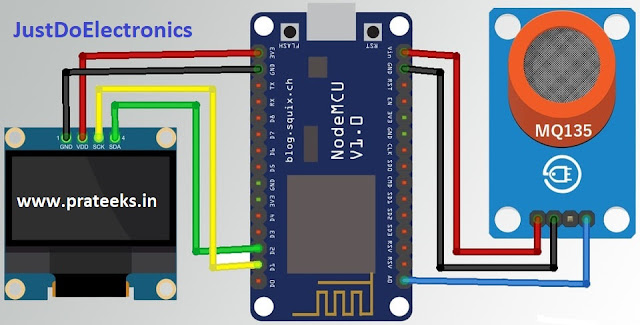 JustDoElectronics
GND VDD SCK SDA
www.prateeks.in
FLASH
RST
3V3
GND
TX
RX
D8
D7
D6
D5
GND
3V3
D4
D3
D2
D1
D0
blog.squix.ch
NodeMCU
V1.0
Vin
GND
RST
EN
3V3
GND
CLK
SDO
CMD
SD1
SD2
SD3
RSV
RSV
A0
MQ135